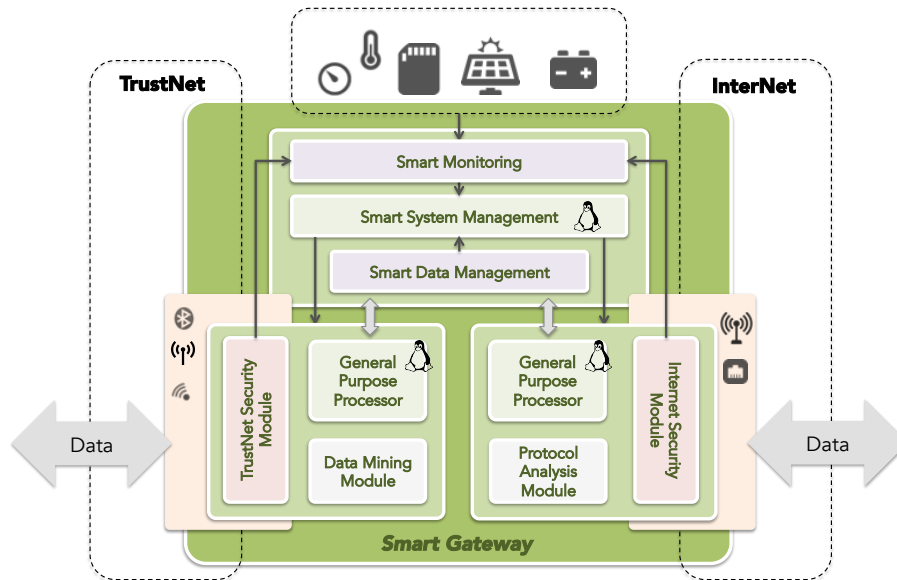 TrustNet
InterNet
Smart Monitoring
Smart System Management
Smart Data Management
TrustNet Security
Module
General
Purpose
Processor
General
Purpose
Processor
Internet Security
Module
Data
Data
Data Mining
Module
Protocol
Analysis
Module
Smart Gateway